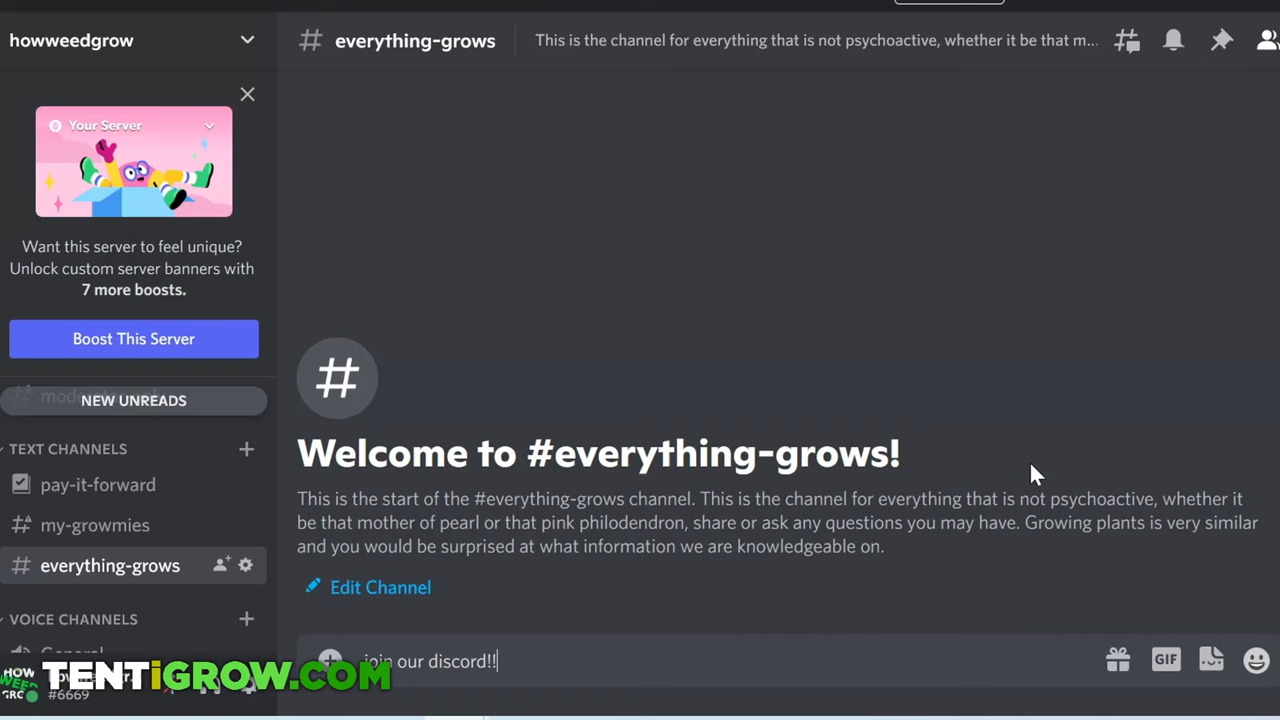 howweedgrow
everything-grows
This is the channel for everything that is not psychoactive, whether it be that m...
Your Server
Want this server to feel unique?
Unlock custom server banners with
7 more boosts.
Boost This Server
NEW UNREADS
TEXT CHANNELS
pay-it-forward
my-growmies
everything-grows
VOICE CHANNELS
General
Welcome to #everything-grows!
This is the start of the #everything-grows channel. This is the channel for everything that is not psychoactive, whether it
be that mother of pearl or that pink philodendron, share or ask any questions you may have. Growing plants is very similar
and you would be surprised at what information we are knowledgeable on.
Edit Channel
join our discord!!
GIF
HOW
WEED
GRO
TENTiGROW.COM
#6669